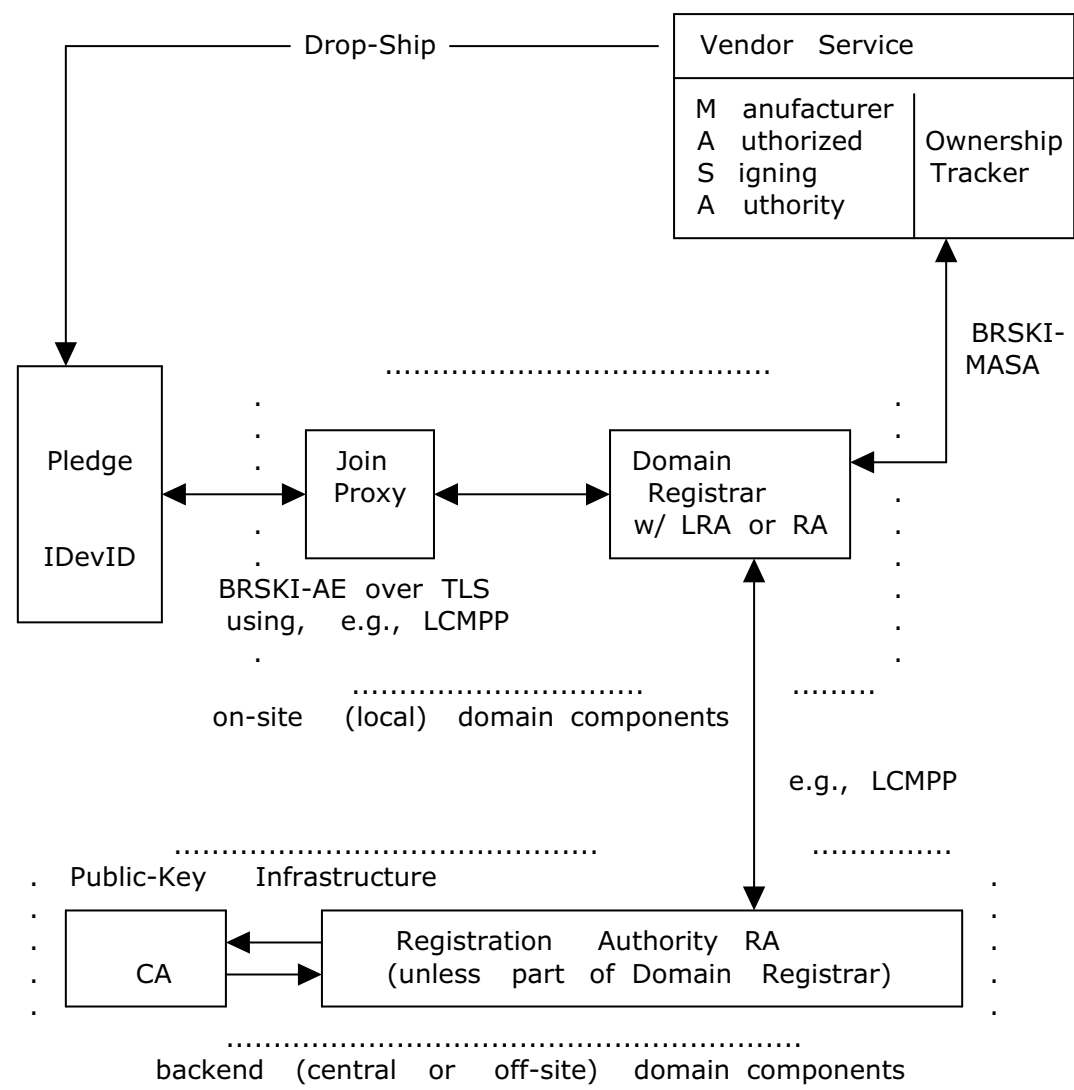 Drop-Ship
Vendor Service
M anufacturer
A uthorized
S igning
A uthority
Ownership
Tracker
BRSKI-
MASA
Pledge
IDevID
Join
Proxy
Domain
Registrar
w/ LRA or RA
BRSKI-AE over TLS
using, e.g., LCMPP
on-site (local) domain components
e.g., LCMPP
Public-Key Infrastructure
CA
Registration Authority RA
(unless part of Domain Registrar)
backend (central or off-site) domain components